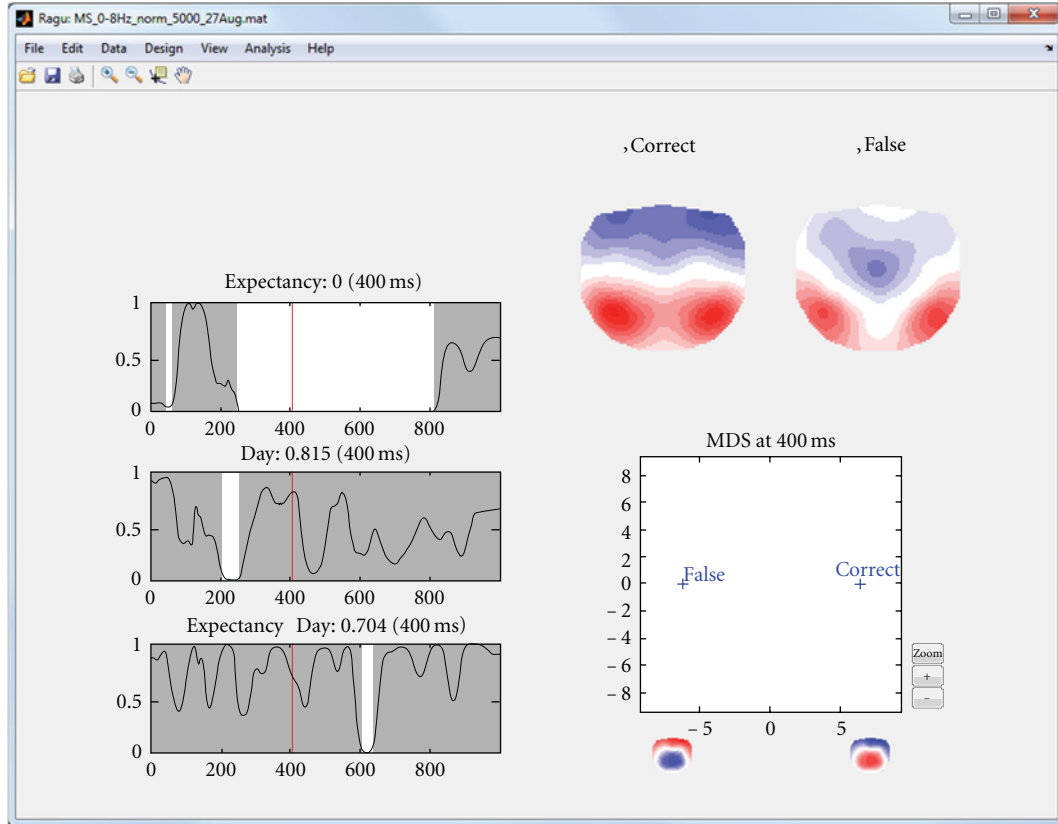 Ragu: MS_0-8Hz_norm_5000_27Aug.mat
File Edit Data Design View Analysis Help
,Correct ,False
Expectancy: 0 (400 ms)
1
0.5
0
0 200 400 600 800
Day: 0.815 (400 ms)
1
0.5
0
0 200 400 600 800
Expectancy Day: 0.704 (400 ms)
1
0.5
0
0 200 400 600 800
MDS at 400 ms
8
6
4
2
0
− 2
− 4
− 6
− 8
False Correct
− 5 0 5
Zoom
+
−